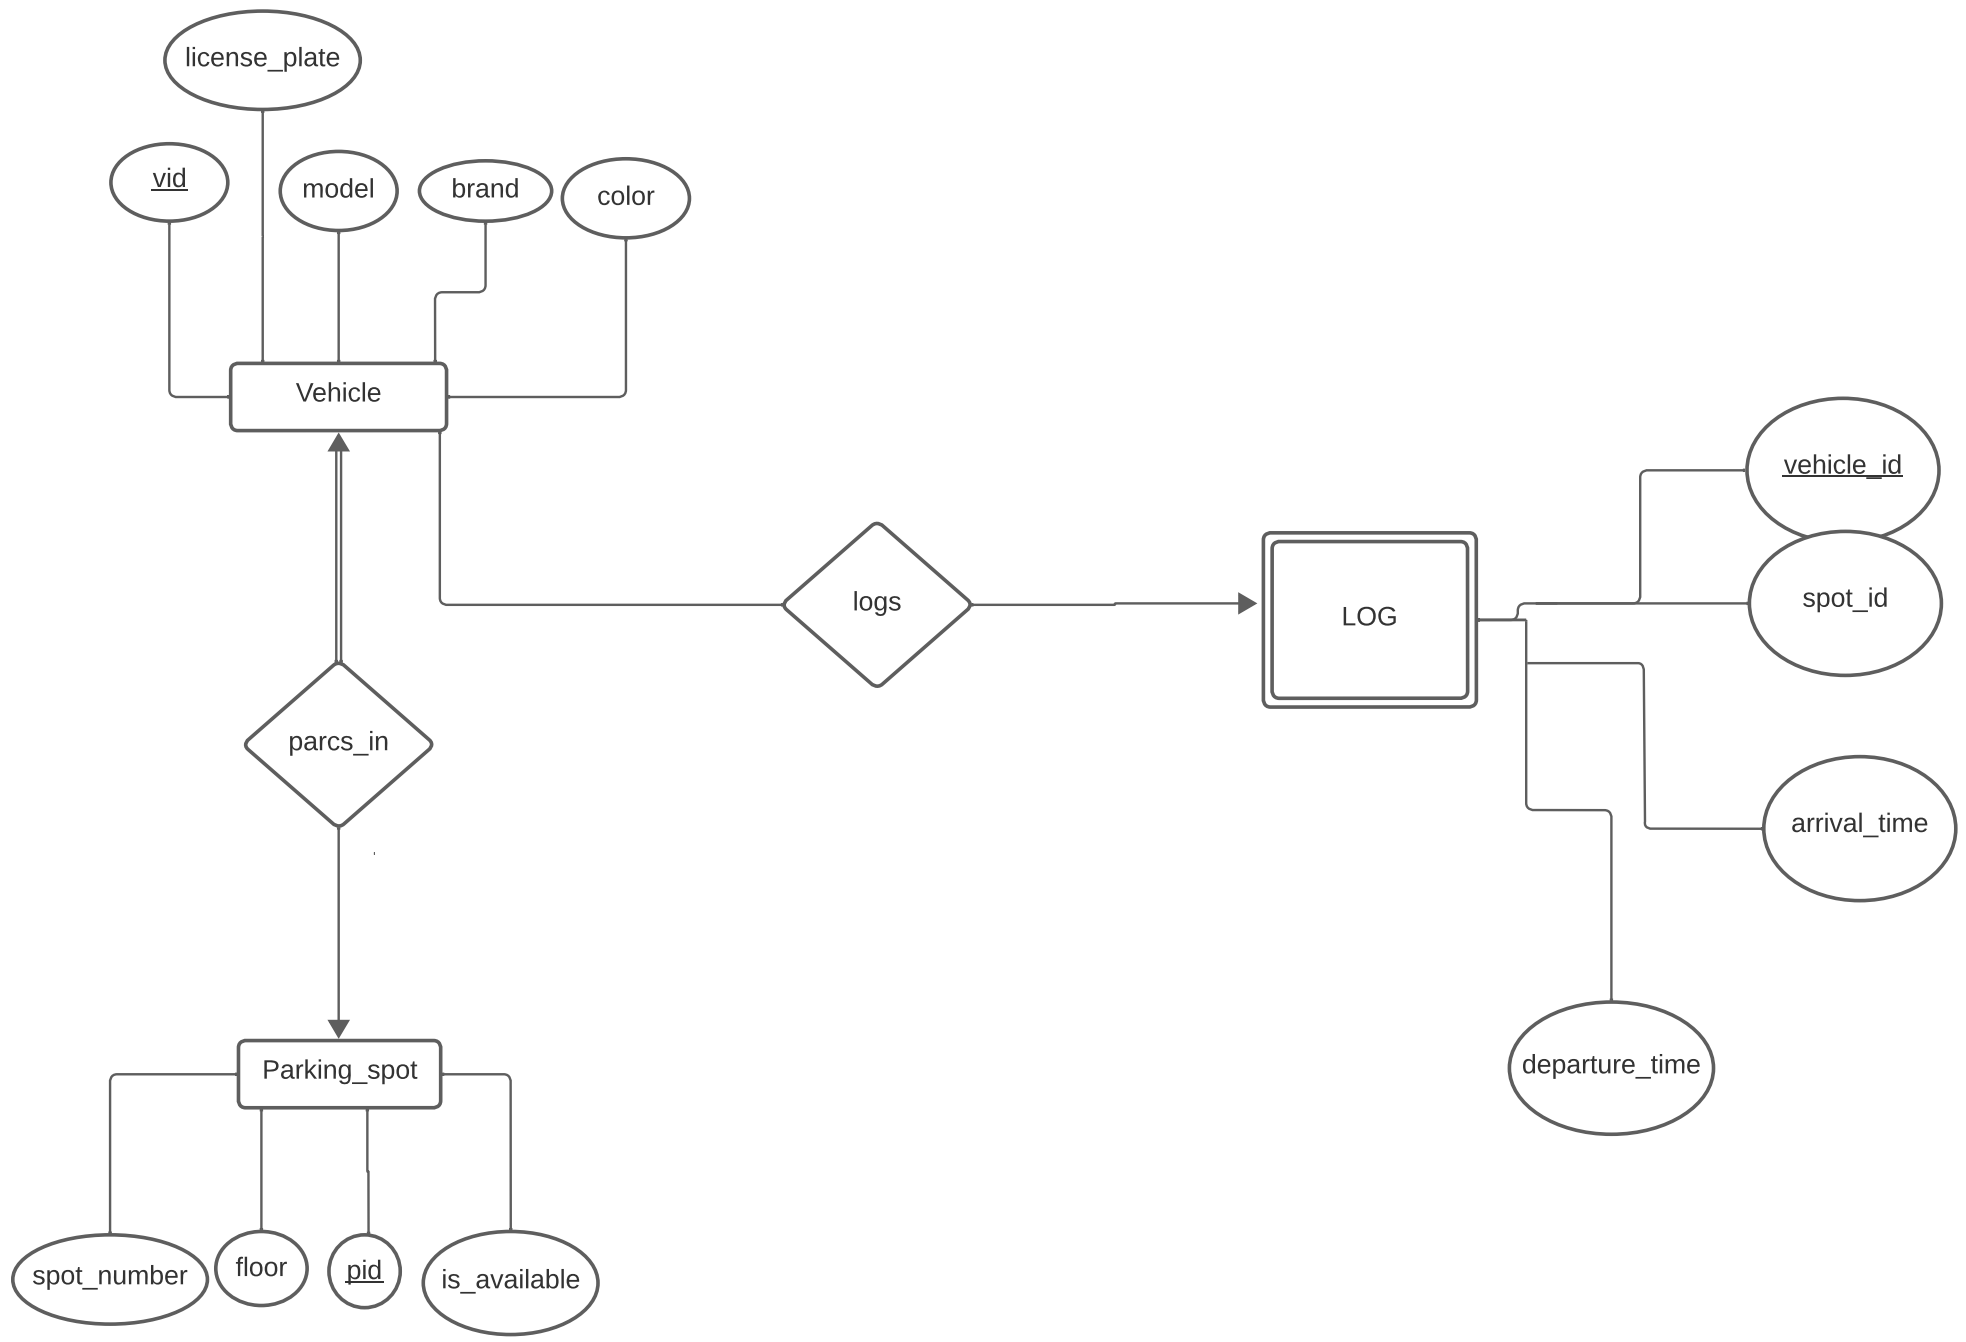 license_plate
vid
model
brand
color
Vehicle
vehicle_id
spot_id
logs
LOG
parcs_in
arrival_time
departure_time
Parking_spot
spot_number
floor
pid
is_available